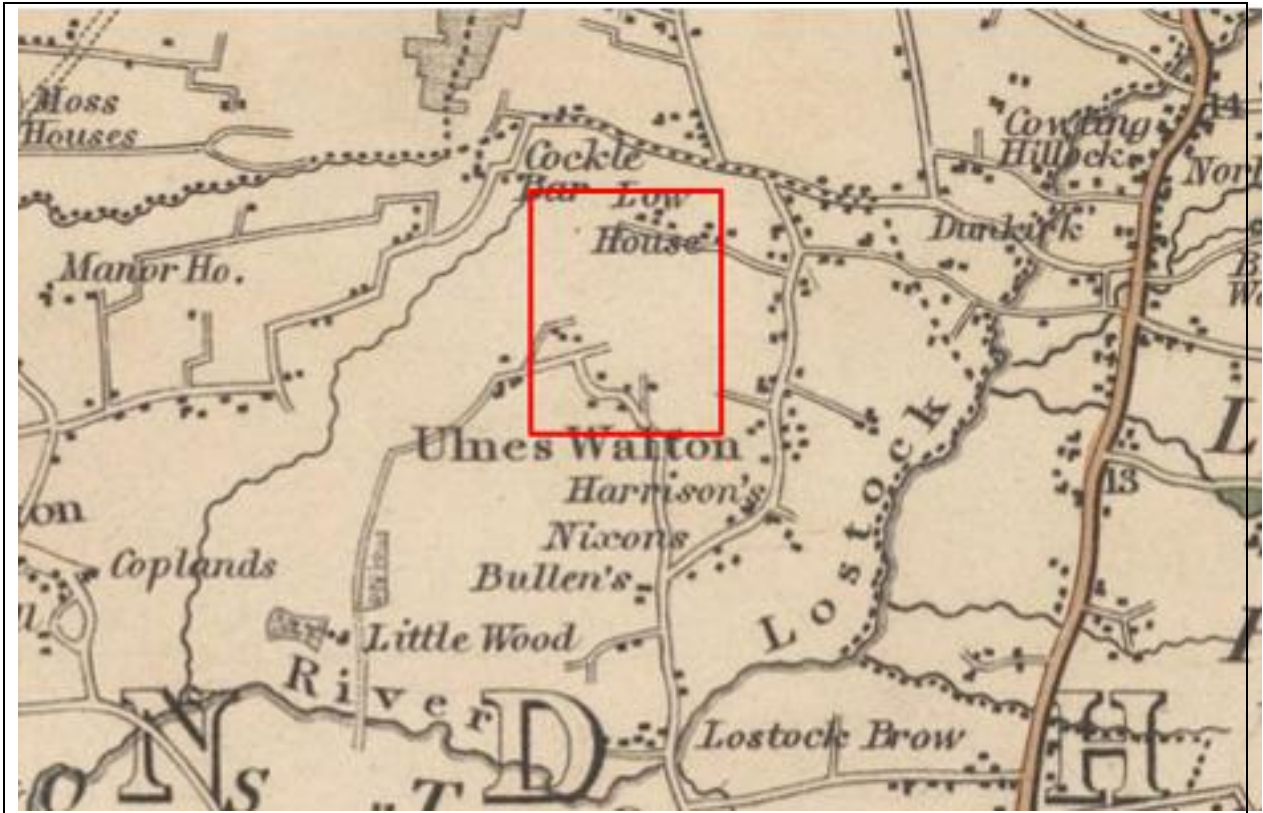 Moss
Houses
Cockle
Bar
Low
House
Cowling
Hillock
14
Dunkirk
Manor Ho.
Ulnes Walton
Harrison's
Nixons
Bullen's
13
L
on
Coplands
Little Wood
River
Lostock
Lostock Brow
N D H
O N S T